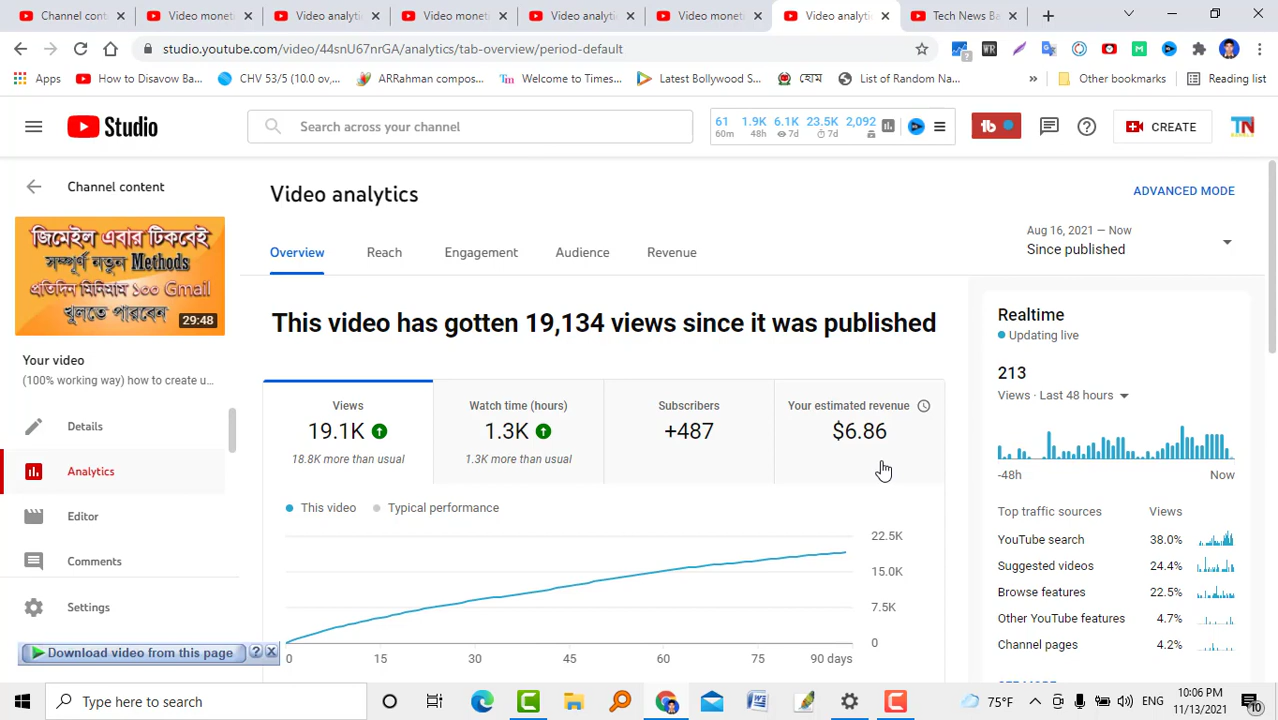 Channel cont
Video monet
Video analyti
Video monet
Video analyti
Video monet
Video analyti
Tech News Ba
studio.youtube.com/video/44snU67nrGA/analytics/tab-overview/period-default
Apps
How to Disavow Ba...
CHV 53/5 (10.0 ov,...
ARRahman compo...
Welcome to Times...
Latest Bollywood S...
হোম
List of Random Na...
»
Other bookmarks
Reading list
Studio
Search across your channel
61 1.9K 6.1K 23.5K 2,092
60m 48h 7d 7d
tb
CREATE
TN
Channel content
জিমেইল এবার টিকবেই
সম্পূর্ণ নতুন Methods
প্রতিদিন মিনিমাম ১০০ Gmail
খুলতে পারবেন
29:48
Your video
(100% working way) how to create u...
Details
Analytics
Editor
Comments
Settings
Download video from this page
Video analytics
ADVANCED MODE
Overview
Reach
Engagement
Audience
Revenue
Aug 16, 2021 — Now
Since published
This video has gotten 19,134 views since it was published
Views
19.1K
18.8K more than usual
Watch time (hours)
1.3K
1.3K more than usual
Subscribers
+487
Your estimated revenue
$6.86
This video
Typical performance
22.5K
15.0K
7.5K
0
0 15 30 45 60 75 90 days
Realtime
Updating live
213
Views · Last 48 hours
-48h Now
Top traffic sources Views
YouTube search 38.0%
Suggested videos 24.4%
Browse features 22.5%
Other YouTube features 4.7%
Channel pages 4.2%
Type here to search
75°F
ENG
10:06 PM
11/13/2021
10